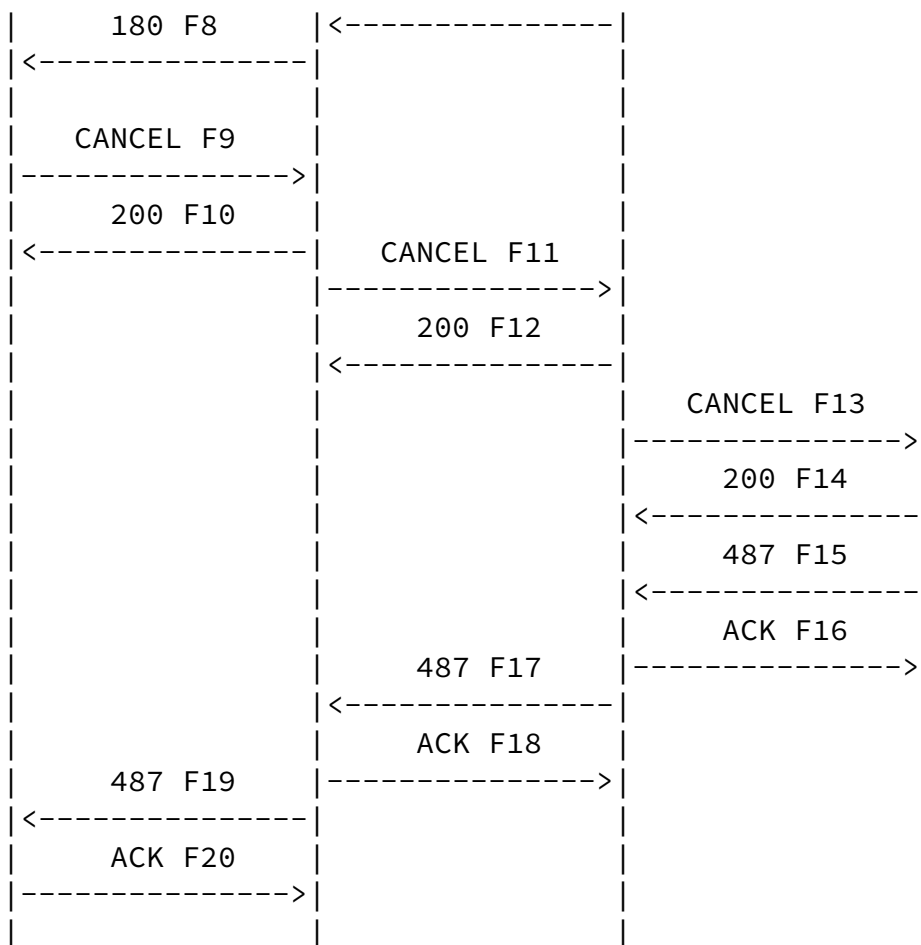 |     180 F8     |<---------------|
|<---------------|                |
|                |                |
|   CANCEL F9    |                |
|--------------->|                |
|     200 F10    |                |
|<---------------|   CANCEL F11   |
|                |--------------->|
|                |     200 F12    |
|                |<---------------|
|                |                |   CANCEL F13
|                |                |--------------->
|                |                |     200 F14
|                |                |<---------------
|                |                |     487 F15
|                |                |<---------------
|                |                |     ACK F16
|                |     487 F17    |--------------->
|                |<---------------|
|                |     ACK F18    |
|     487 F19    |--------------->|
|<---------------|                |
|     ACK F20    |                |
|--------------->|                |
|                |                |